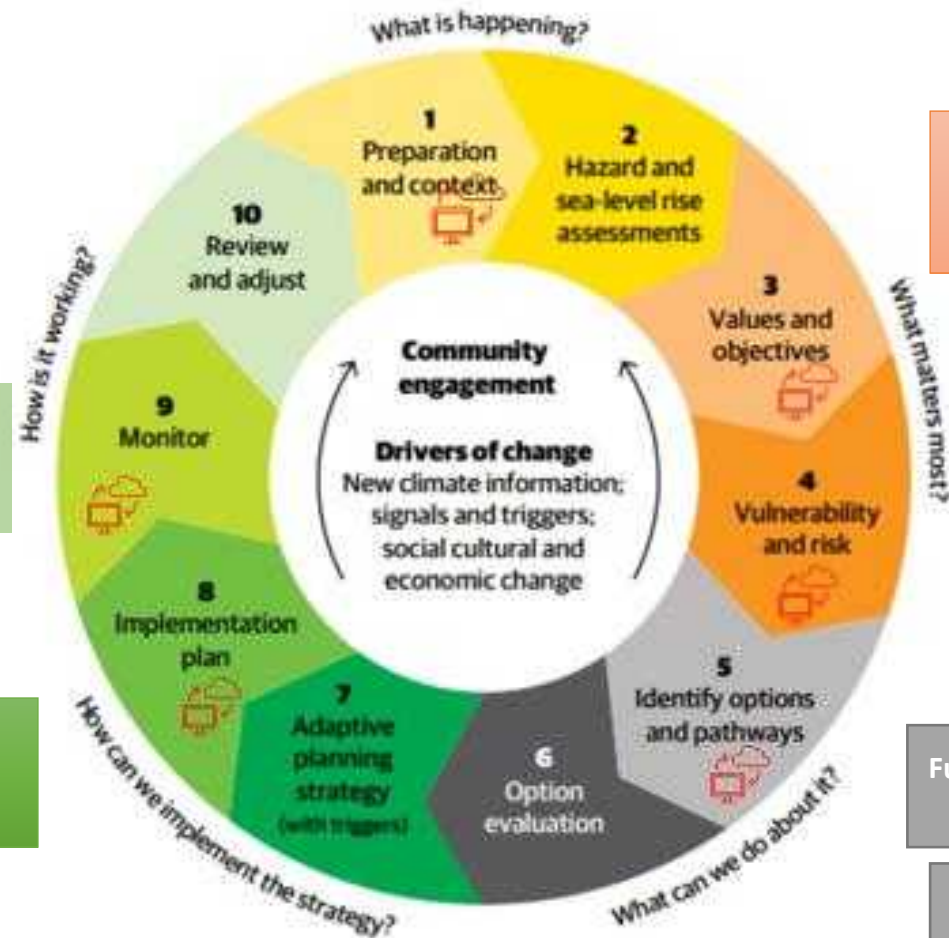 What is happening?
1
Preparation
and context
2
Hazard and
sea-level rise
assessments
3
Values and
objectives
What matters most?
4
Vulnerability
and risk
5
Identify options
and pathways
What can we do about it?
6
Option
evaluation
7
Adaptive
planning
strategy
(with triggers)
How can we implement the strategy?
8
Implementation
plan
9
Monitor
How is it working?
10
Review
and adjust
Community
engagement
Drivers of change
New climate information;
signals and triggers;
social cultural and
economic change